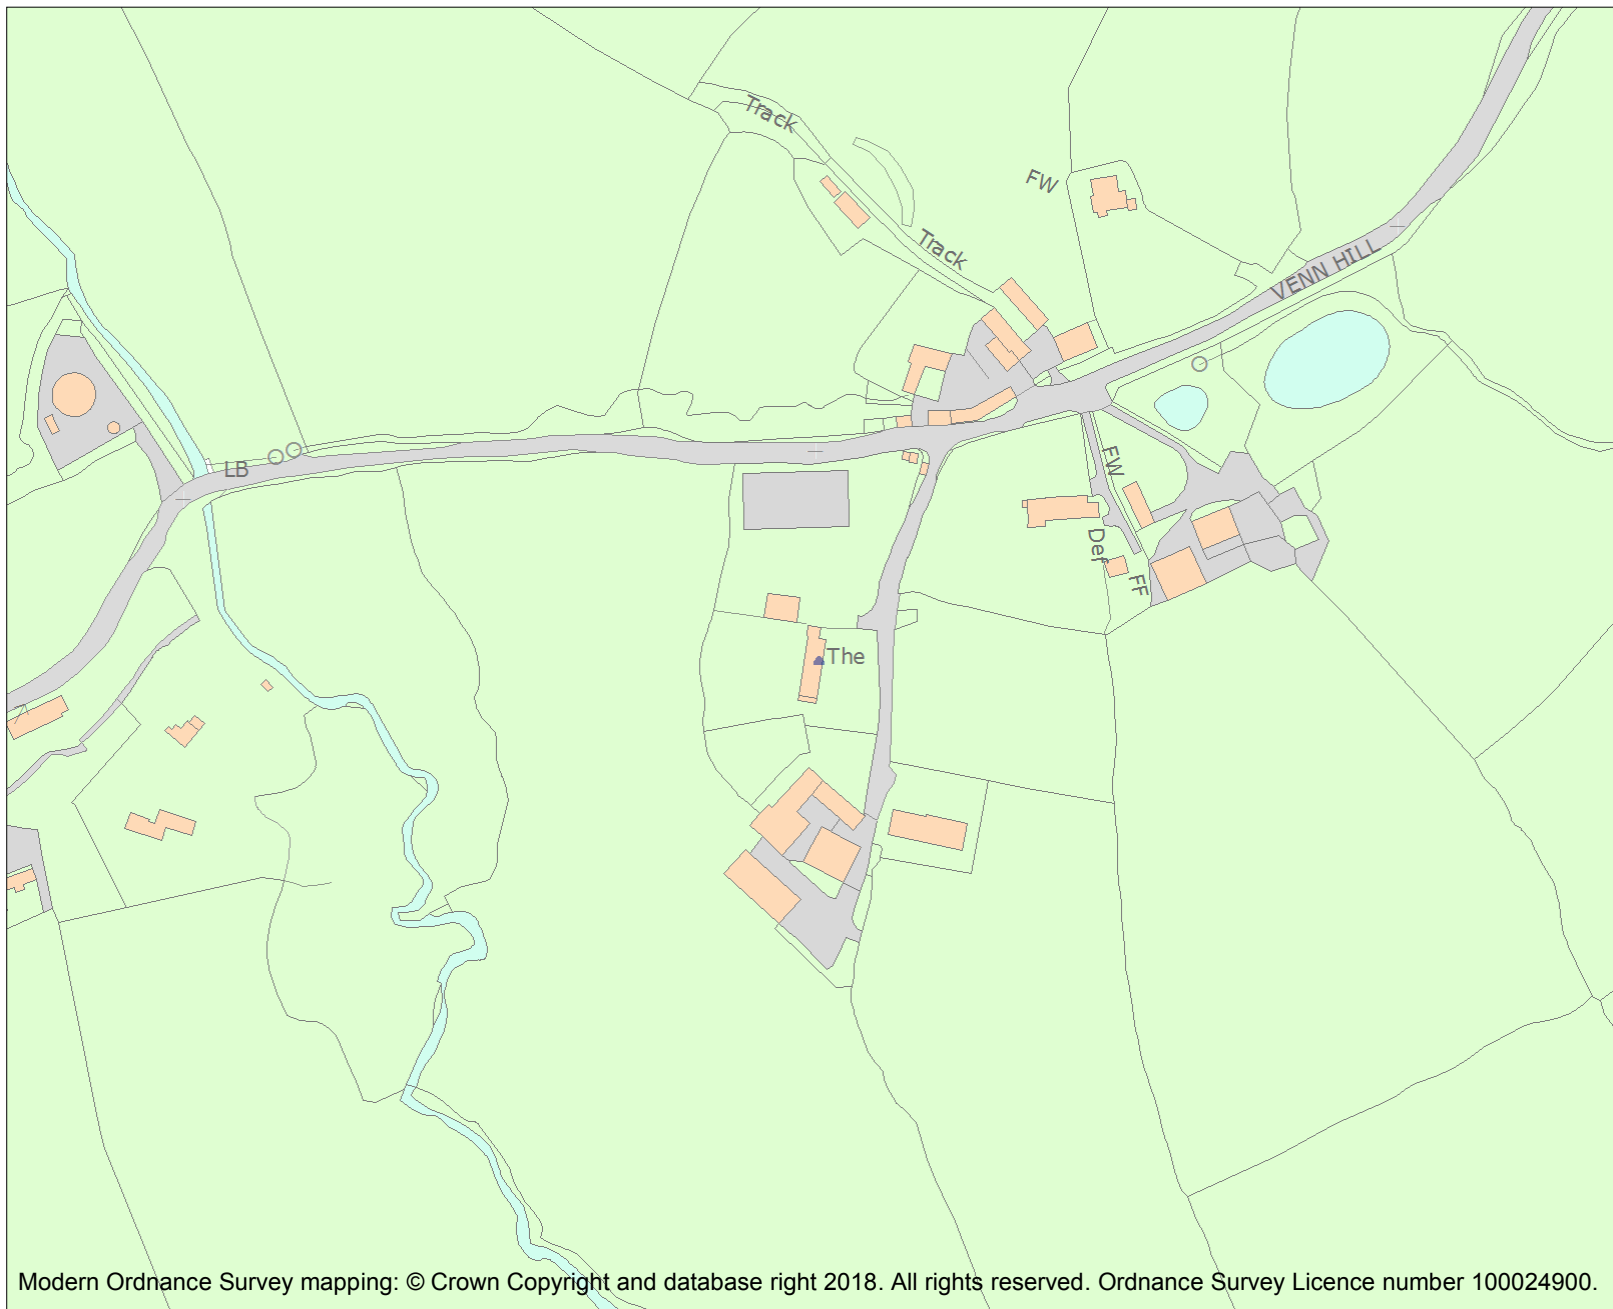 Track
FW
Track
VENN HILL
LB
FW
Def
FF
The
Modern Ordnance Survey mapping: © Crown Copyright and database right 2018. All rights reserved. Ordnance Survey Licence number 100024900.